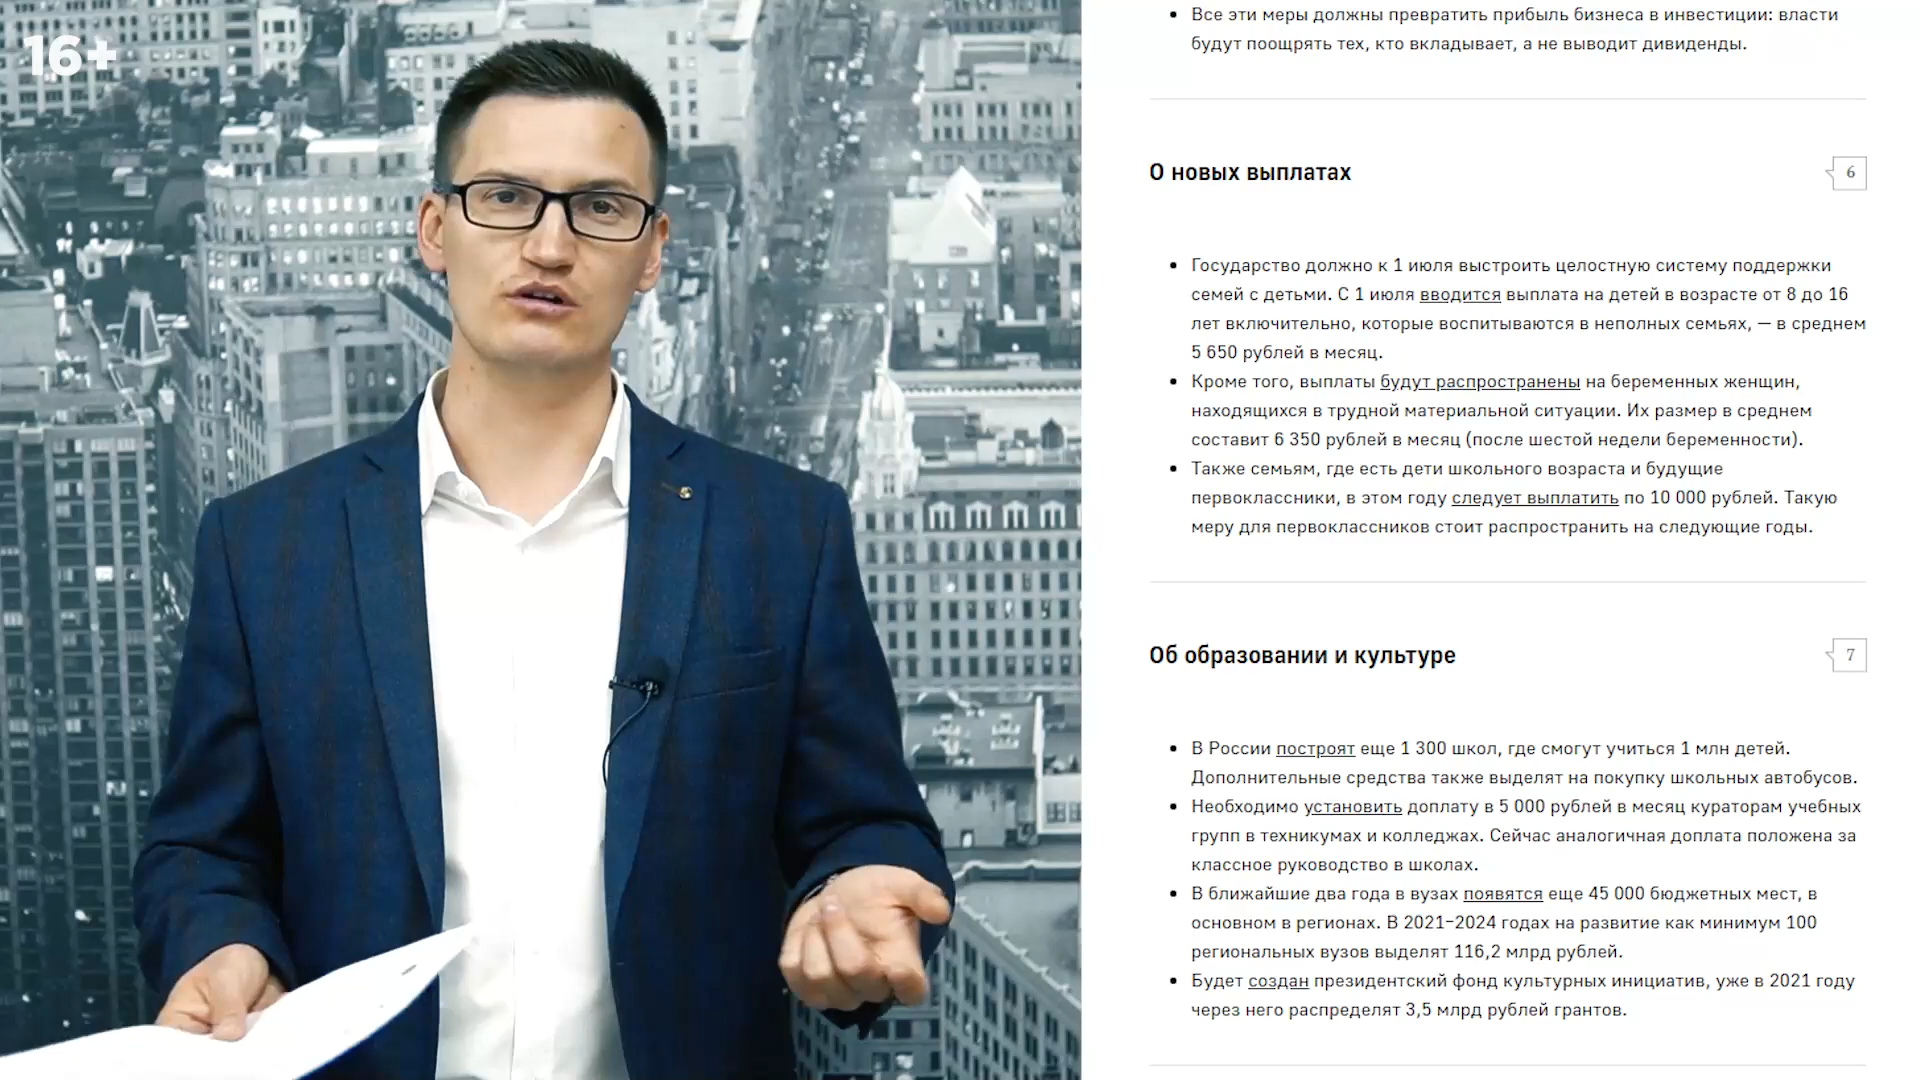 16+
Все эти меры должны превратить прибыль бизнеса в инвестиции: власти
будут поощрять тех, кто вкладывает, а не выводит дивиденды.
О новых выплатах
6
Государство должно к 1 июля выстроить целостную систему поддержки
семей с детьми. С 1 июля вводится выплата на детей в возрасте от 8 до 16
лет включительно, которые воспитываются в неполных семьях, — в среднем
5 650 рублей в месяц.
Кроме того, выплаты будут распространены на беременных женщин,
находящихся в трудной материальной ситуации. Их размер в среднем
составит 6 350 рублей в месяц (после шестой недели беременности).
Также семьям, где есть дети школьного возраста и будущие
первоклассники, в этом году следует выплатить по 10 000 рублей. Такую
меру для первоклассников стоит распространить на следующие годы.
Об образовании и культуре
7
В России построят еще 1 300 школ, где смогут учиться 1 млн детей.
Дополнительные средства также выделят на покупку школьных автобусов.
Необходимо установить доплату в 5 000 рублей в месяц кураторам учебных
групп в техникумах и колледжах. Сейчас аналогичная доплата положена за
классное руководство в школах.
В ближайшие два года в вузах появятся еще 45 000 бюджетных мест, в
основном в регионах. В 2021–2024 годах на развитие как минимум 100
региональных вузов выделят 116,2 млрд рублей.
Будет создан президентский фонд культурных инициатив, уже в 2021 году
через него распределят 3,5 млрд рублей грантов.